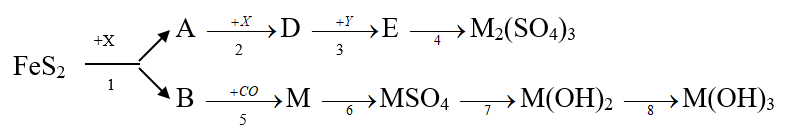 +X A +X D +Y E M₂(SO₄)₃
2 3 4
FeS₂
1
B +CO M MSO₄ M(OH)₂ M(OH)₃
5 6 7 8